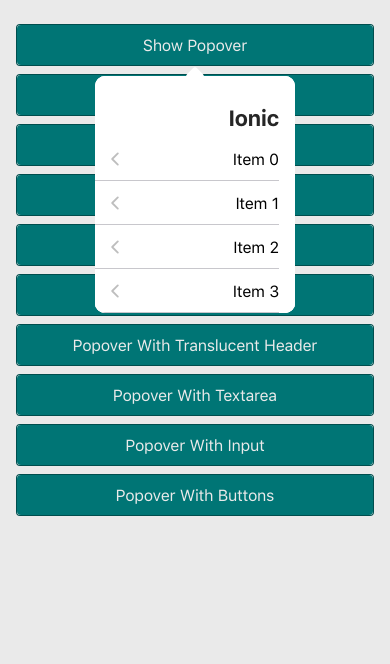 Show Popover
Ionic
Item 0
Item 1
Item 2
Item 3
Popover With Translucent Header
Popover With Textarea
Popover With Input
Popover With Buttons